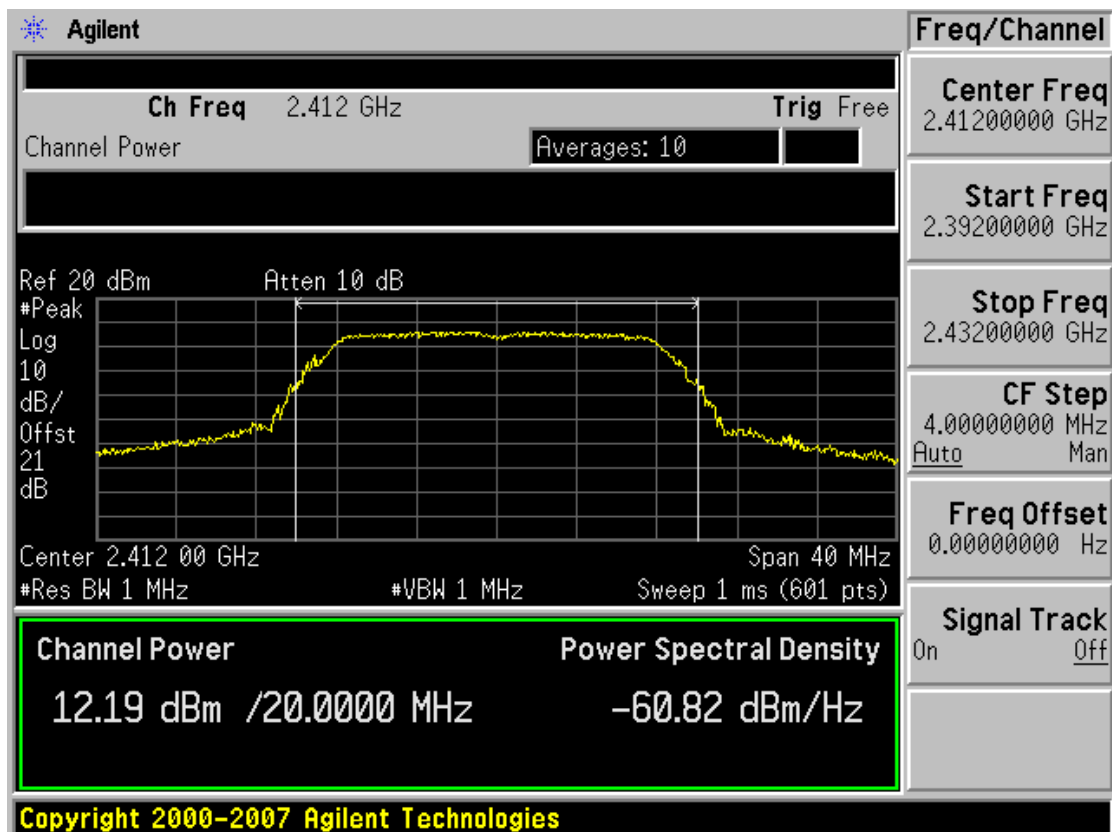 Agilent
Freq/Channel
Ch Freq 2.412 GHz Trig Free
Channel Power Averages: 10
Ref 20 dBm Atten 10 dB
#Peak
Log
10
dB/
Offst
21
dB
Center 2.412 00 GHz Span 40 MHz
#Res BW 1 MHz #VBW 1 MHz Sweep 1 ms (601 pts)
Channel Power Power Spectral Density
12.19 dBm /20.0000 MHz -60.82 dBm/Hz
Center Freq
2.41200000 GHz
Start Freq
2.39200000 GHz
Stop Freq
2.43200000 GHz
CF Step
4.00000000 MHz
Auto Man
Freq Offset
0.00000000 Hz
Signal Track
On Off
Copyright 2000-2007 Agilent Technologies